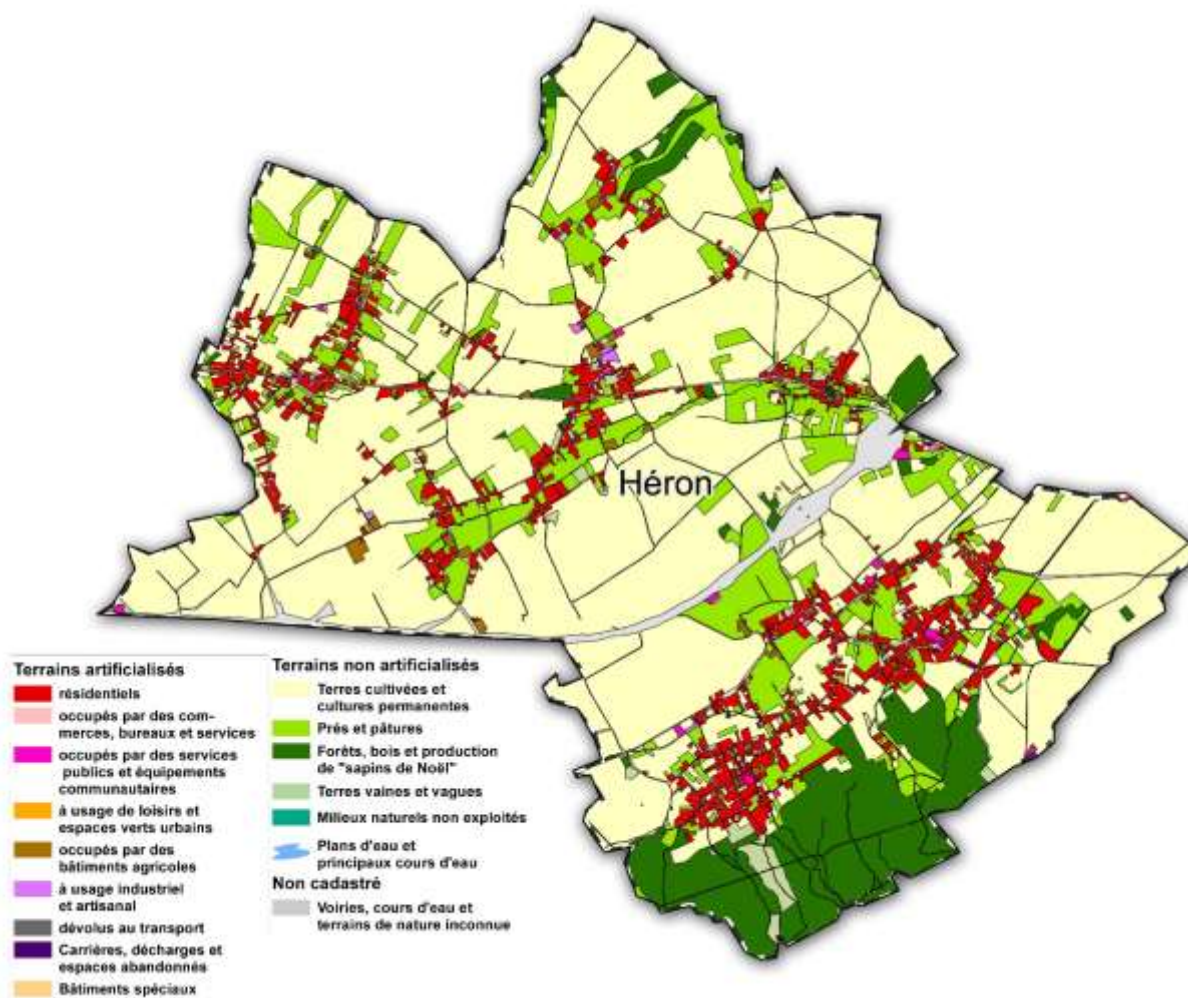 Héron
Terrains artificialisés
résidentiels
occupés par des com-
merces, bureaux et services
occupés par des services
publics et équipements
communautaires
à usage de loisirs et
espaces verts urbains
occupés par des
bâtiments agricoles
à usage industriel
et artisanal
dévolus au transport
Carrières, décharges et
espaces abandonnés
Bâtiments spéciaux
Terrains non artificialisés
Terres cultivées et
cultures permanentes
Prés et pâtures
Forêts, bois et production
de "sapins de Noël"
Terres vaines et vagues
Milieux naturels non exploités
Plans d'eau et
principaux cours d'eau
Non cadastré
Voiries, cours d'eau et
terrains de nature inconnue